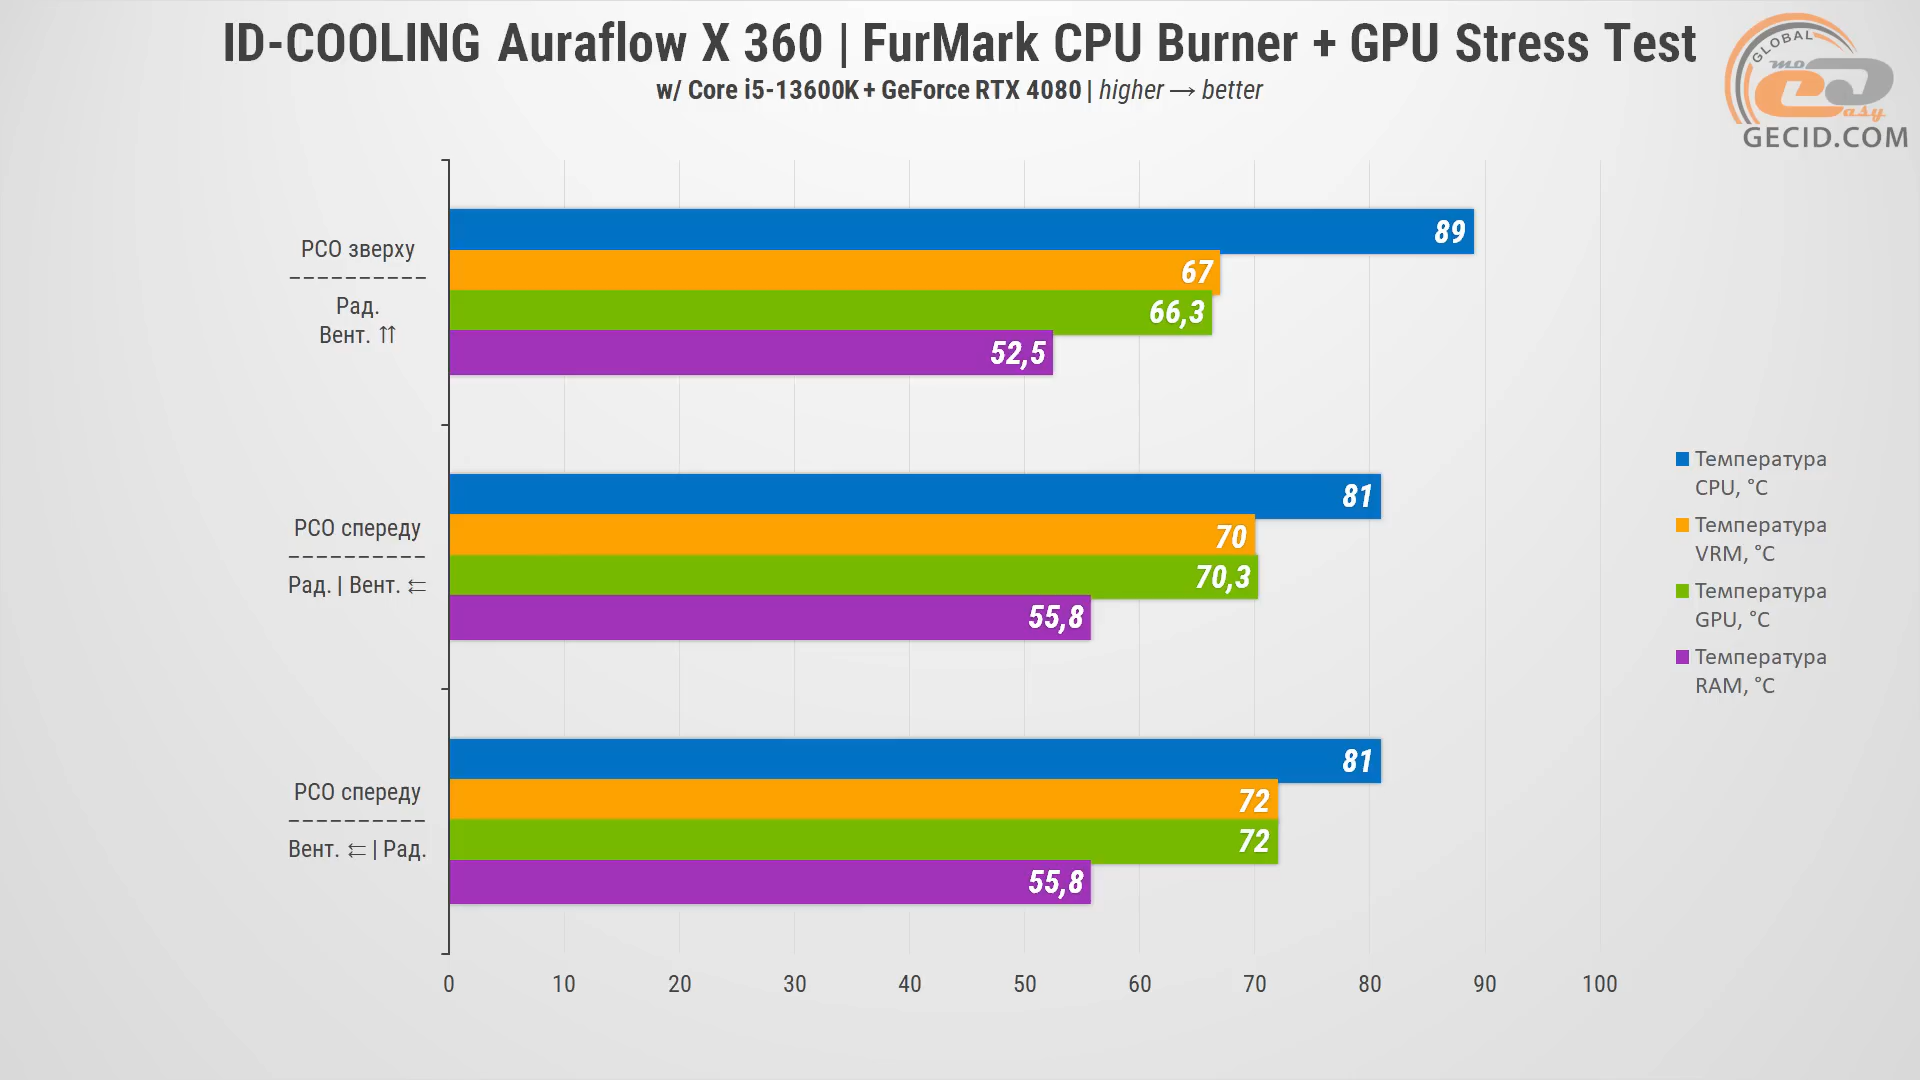 ID-COOLING Auraflow X 360 | FurMark CPU Burner + GPU Stress Test
w/ Core i5-13600K + GeForce RTX 4080 | higher → better
GLOBAL
mo
asy
GECID.COM
РСО зверху
----------
Рад.
Вент. ⇈
89
67
66,3
52,5
РСО спереду
----------
Рад. | Вент. ⇇
81
70
70,3
55,8
РСО спереду
----------
Вент. ⇇ | Рад.
81
72
72
55,8
0 10 20 30 40 50 60 70 80 90 100
Температура
CPU, °C
Температура
VRM, °C
Температура
GPU, °C
Температура
RAM, °C